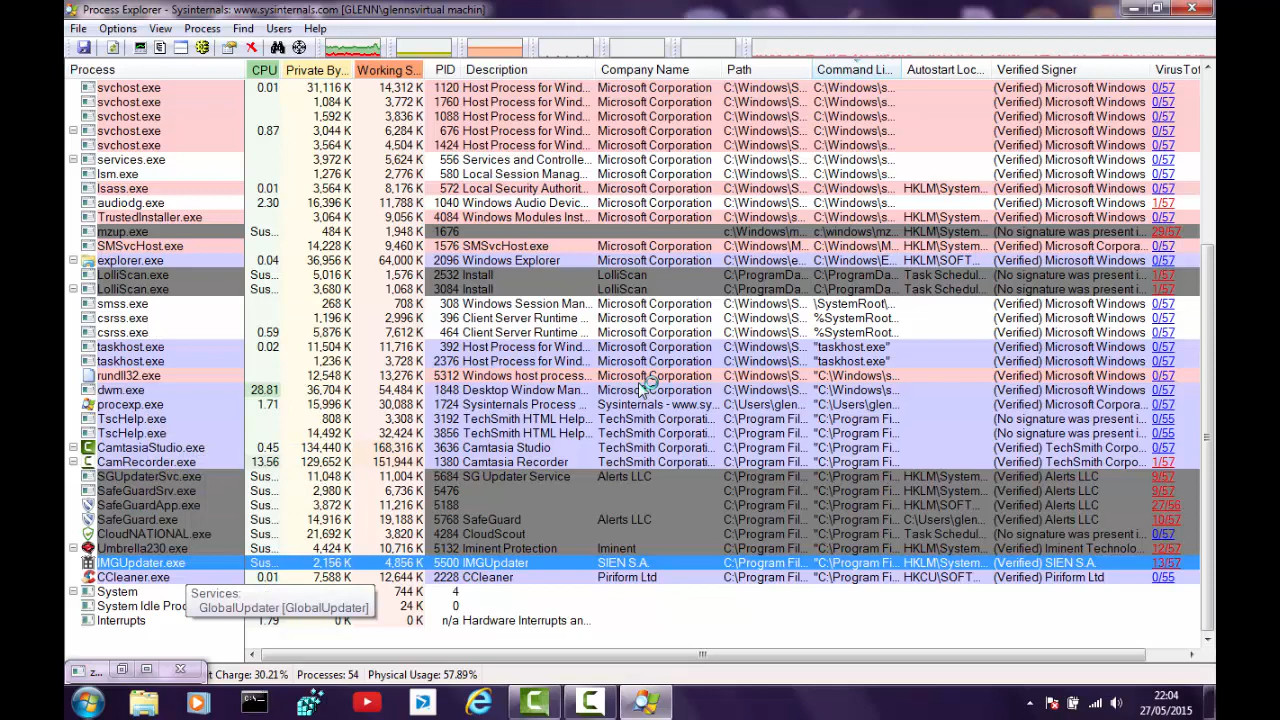 Process Explorer - Sysinternals: www.sysinternals.com [GLENN\glennsvirtual machin]
File Options View Process Find Users Help
Process CPU Private By... Working S... PID Description Company Name Path Command Li... Autostart Loc... Verified Signer VirusTot
svchost.exe 0.01 31,116 K 14,312 K 1120 Host Process for Wind... Microsoft Corporation C:\Windows\S... C:\Windows\s... (Verified) Microsoft Windows 0/57
svchost.exe 1,084 K 3,772 K 1760 Host Process for Wind... Microsoft Corporation C:\Windows\S... C:\Windows\s... (Verified) Microsoft Windows 0/57
svchost.exe 1,592 K 3,836 K 1088 Host Process for Wind... Microsoft Corporation C:\Windows\S... C:\Windows\s... (Verified) Microsoft Windows 0/57
svchost.exe 0.87 3,044 K 6,284 K 676 Host Process for Wind... Microsoft Corporation C:\Windows\S... C:\Windows\s... (Verified) Microsoft Windows 0/57
svchost.exe 3,564 K 4,504 K 1424 Host Process for Wind... Microsoft Corporation C:\Windows\S... C:\Windows\s... (Verified) Microsoft Windows 0/57
services.exe 3,972 K 5,624 K 556 Services and Controlle... Microsoft Corporation C:\Windows\S... C:\Windows\s... (Verified) Microsoft Windows 0/57
lsm.exe 1,276 K 2,776 K 580 Local Session Manag... Microsoft Corporation C:\Windows\S... C:\Windows\s... (Verified) Microsoft Windows 0/57
lsass.exe 0.01 3,564 K 8,176 K 572 Local Security Authorit... Microsoft Corporation C:\Windows\S... C:\Windows\s... HKLM\System... (Verified) Microsoft Windows 0/57
audiodg.exe 2.30 16,396 K 11,788 K 1040 Windows Audio Devic... Microsoft Corporation C:\Windows\S... C:\Windows\s... (Verified) Microsoft Windows 1/57
TrustedInstaller.exe 3,064 K 9,056 K 4084 Windows Modules Inst... Microsoft Corporation C:\Windows\s... C:\Windows\s... HKLM\System... (Verified) Microsoft Windows 0/57
mzup.exe Sus... 484 K 1,948 K 1676 c:\Windows\m... c:\windows\mz... HKLM\System... (No signature was present i... 29/57
SMSvcHost.exe 14,228 K 9,460 K 1576 SMSvcHost.exe Microsoft Corporation C:\Windows\M... C:\Windows\E... HKLM\System... (Verified) Microsoft Corpora... 0/57
explorer.exe 0.04 36,956 K 64,000 K 2096 Windows Explorer Microsoft Corporation C:\Windows\E... C:\Windows\E... HKLM\SOFT... (Verified) Microsoft Windows 0/57
LolliScan.exe 5,016 K 1,576 K 2532 Install LolliScan C:\ProgramDa... C:\ProgramDa... Task Schedul... (No signature was present i... 1/57
LolliScan.exe 3,680 K 1,068 K 3084 Install LolliScan C:\ProgramDa... C:\ProgramDa... Task Schedul... (No signature was present i... 1/57
smss.exe 268 K 708 K 308 Windows Session Man... Microsoft Corporation C:\Windows\S... \SystemRoot\... (Verified) Microsoft Windows 0/57
csrss.exe 1,196 K 2,996 K 396 Client Server Runtime ... Microsoft Corporation C:\Windows\S... %SystemRoot... (Verified) Microsoft Windows 0/57
csrss.exe 0.59 5,876 K 7,612 K 464 Client Server Runtime ... Microsoft Corporation C:\Windows\S... %SystemRoot... (Verified) Microsoft Windows 0/57
taskhost.exe 0.02 11,504 K 11,716 K 392 Host Process for Wind... Microsoft Corporation C:\Windows\S... "taskhost.exe" (Verified) Microsoft Windows 0/57
taskhost.exe 1,236 K 3,728 K 2376 Host Process for Wind... Microsoft Corporation C:\Windows\S... "taskhost.exe" (Verified) Microsoft Windows 0/57
rundll32.exe 12,548 K 13,276 K 5312 Windows host process... Microsoft Corporation C:\Windows\S... "C:\Windows\s... (Verified) Microsoft Windows 0/57
dwm.exe 28.81 36,704 K 54,484 K 1848 Desktop Window Man... Microsoft Corporation C:\Windows\S... "C:\Windows\s... (Verified) Microsoft Windows 0/57
procexp.exe 1.71 15,996 K 30,088 K 1724 Sysinternals Process ... Sysinternals - www.sy... C:\Users\glen... "C:\Users\glen... (Verified) Microsoft Corpora... 0/57
TscHelp.exe 808 K 3,308 K 3192 TechSmith HTML Help... TechSmith Corporati... C:\Program Fil... "C:\Program Fi... (No signature was present i... 0/55
TscHelp.exe 14,492 K 32,424 K 3856 TechSmith HTML Help... TechSmith Corporati... C:\Program Fil... "C:\Program Fi... (No signature was present i... 0/55
CamtasiaStudio.exe 0.45 134,440 K 168,316 K 3636 Camtasia Studio TechSmith Corporati... C:\Program Fil... "C:\Program Fi... (Verified) TechSmith Corpo... 0/57
CamRecorder.exe 13.56 129,652 K 151,944 K 1380 Camtasia Recorder TechSmith Corporati... C:\Program Fil... "C:\Program Fi... (Verified) TechSmith Corpo... 1/57
SGUpdaterSvc.exe Sus... 11,048 K 11,004 K 5684 SG Updater Service Alerts LLC C:\Program Fil... "C:\Program Fi... HKLM\System... (Verified) Alerts LLC 9/57
SafeGuardSrv.exe Sus... 2,980 K 6,736 K 5476 C:\Program Fil... "C:\Program Fi... HKLM\System... (Verified) Alerts LLC 9/57
SafeGuardApp.exe Sus... 3,872 K 11,216 K 5188 C:\Program Fil... "C:\Program Fi... HKLM\SOFT... (Verified) Alerts LLC 27/56
SafeGuard.exe Sus... 14,916 K 19,188 K 5768 SafeGuard Alerts LLC C:\Program Fil... "C:\Program Fi... C:\Users\glen... (Verified) Alerts LLC 10/57
CloudNATIONAL.exe Sus... 21,692 K 3,820 K 4284 CloudScout C:\Program Fil... "C:\Program Fi... HKLM\System... (No signature was present i... 0/57
Umbrella230.exe Sus... 4,424 K 10,716 K 5132 Iminent Protection Iminent C:\Program Fil... "C:\Program Fi... HKLM\System... (Verified) Iminent Technolo... 12/57
IMGUpdater.exe Sus... 2,156 K 4,856 K 5500 IMGUpdater SIEN S.A. C:\Program Fil... "C:\Program Fi... HKLM\System... (Verified) SIEN S.A. 13/57
CCleaner.exe 0.01 7,588 K 12,644 K 2228 CCleaner Piriform Ltd C:\Program Fil... "C:\Program Fi... HKCU\SOFT... (Verified) Piriform Ltd 0/55
System 744 K 4
System Idle Proc 0 K 24 K 0
Interrupts 1.79 0 K 0 K n/a Hardware Interrupts an...
Services:
GlobalUpdater [GlobalUpdater]
z... t Charge: 30.21% Processes: 54 Physical Usage: 57.89%
22:04
27/05/2015